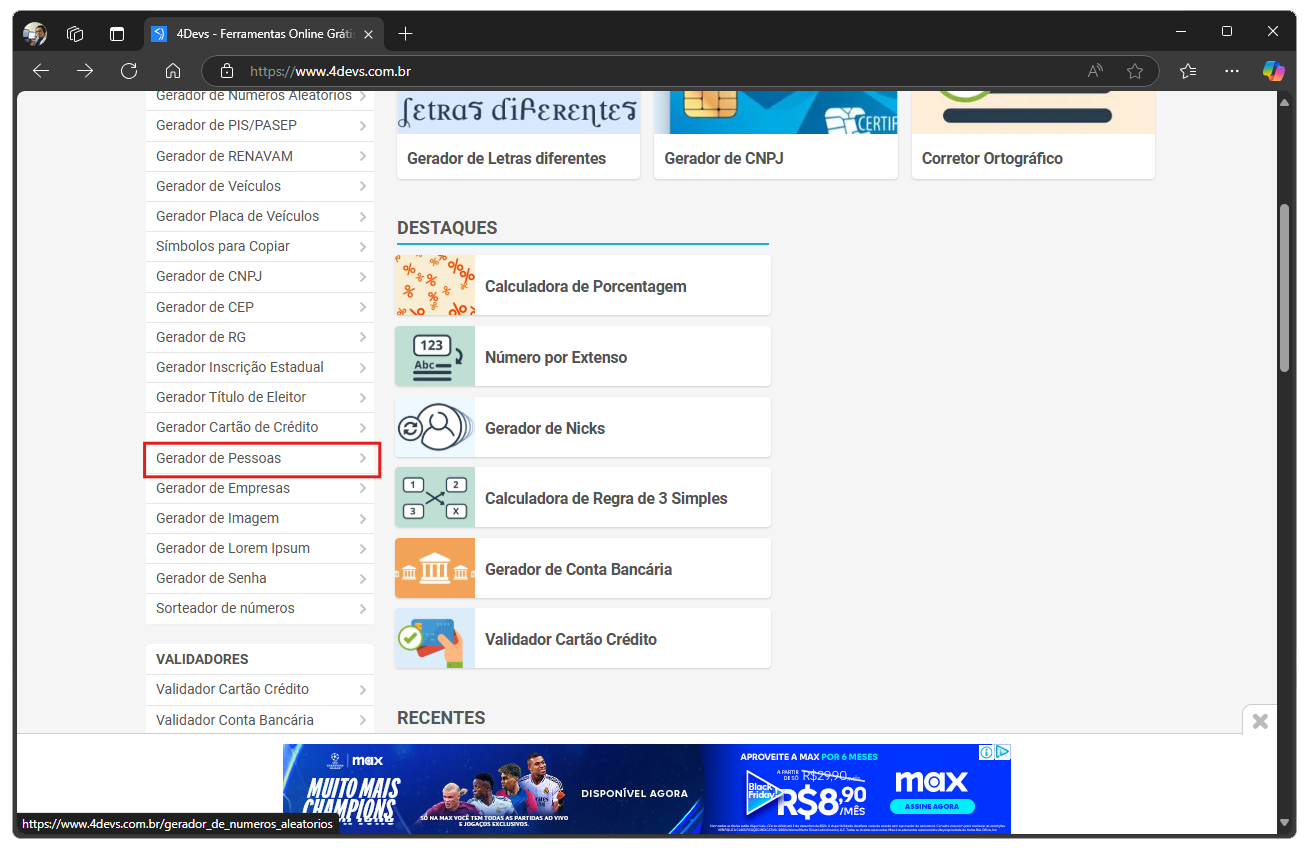 4Devs - Ferramentas Online Gráti
https://www.4devs.com.br
Gerador de Números Aleatórios
Gerador de PIS/PASEP
Gerador de RENAVAM
Gerador de Veículos
Gerador Placa de Veículos
Símbolos para Copiar
Gerador de CNPJ
Gerador de CEP
Gerador de RG
Gerador Inscrição Estadual
Gerador Título de Eleitor
Gerador Cartão de Crédito
Gerador de Pessoas
Gerador de Empresas
Gerador de Imagem
Gerador de Lorem Ipsum
Gerador de Senha
Sorteador de números
VALIDADORES
Validador Cartão Crédito
Validador Conta Bancária
Letras diferentes
Gerador de Letras diferentes
CERTIF
Gerador de CNPJ
Corretor Ortográfico
DESTAQUES
Calculadora de Porcentagem
123
Abc
Número por Extenso
Gerador de Nicks
1 2
3 X
Calculadora de Regra de 3 Simples
Gerador de Conta Bancária
Validador Cartão Crédito
RECENTES
max
MUITO MAIS
CHAMPIONS
SÓ NA MAX VOCÊ TEM TODAS AS PARTIDAS AO VIVO
E JOGAÇOS EXCLUSIVOS.
DISPONÍVEL AGORA
APROVEITE A MAX POR 6 MESES
Black
Friday!
A PARTIR
DE SÓ
R$29,90/MÊS
R$8,90
/MÊS
max
ASSINE AGORA
https://www.4devs.com.br/gerador_de_numeros_aleatorios